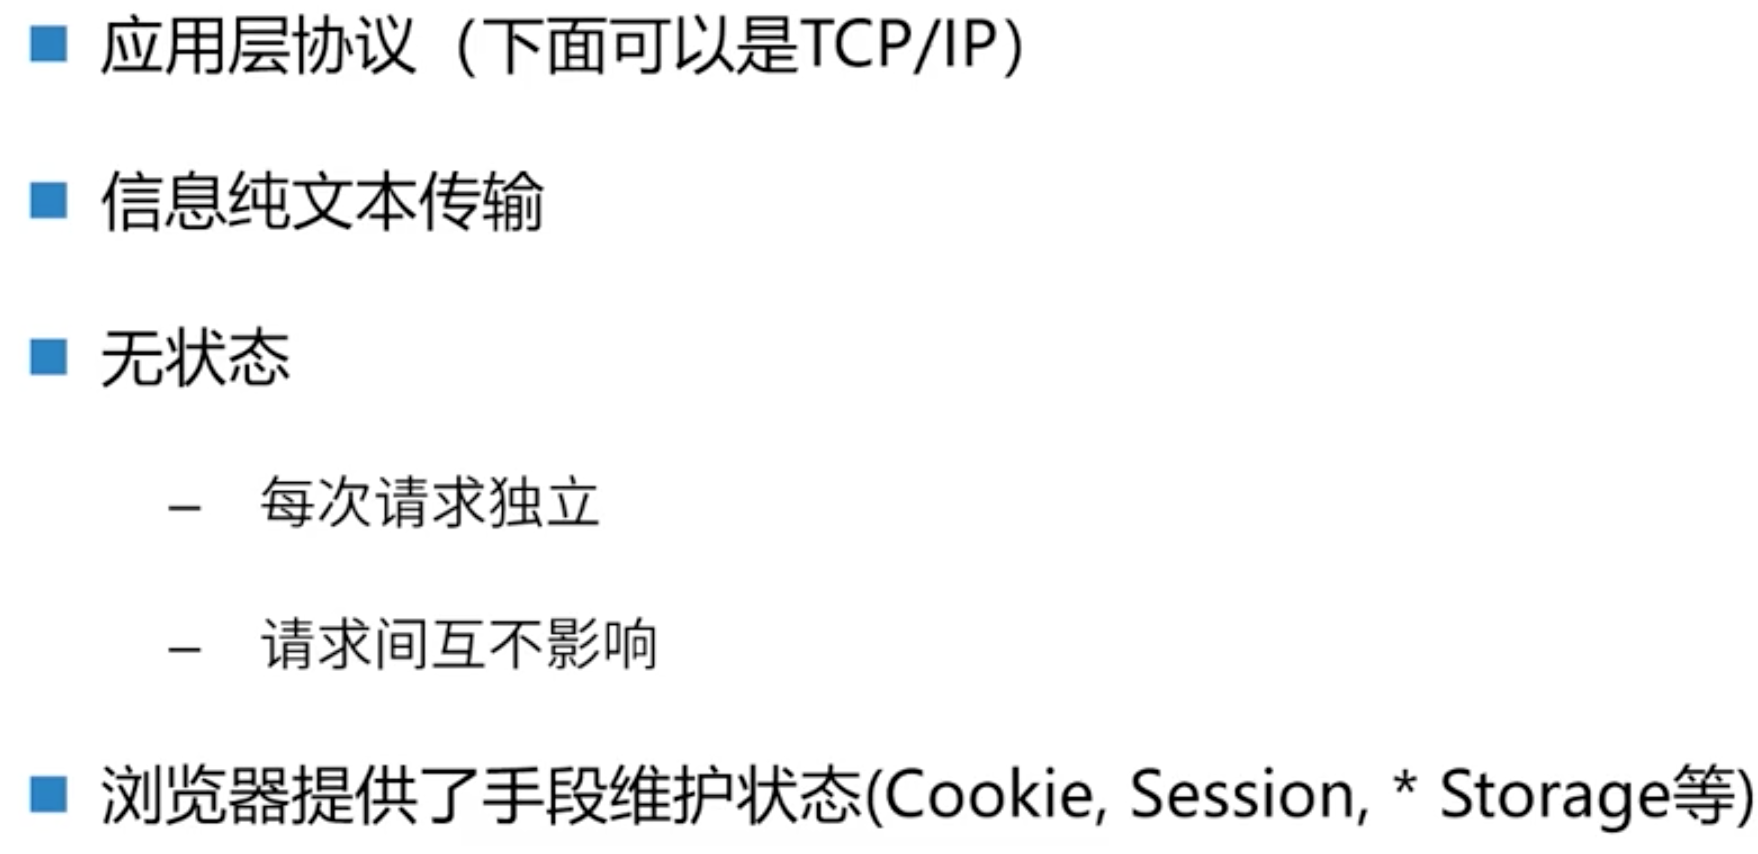 ■ 应用层协议（下面可以是TCP/IP）
■ 信息纯文本传输
■ 无状态
– 每次请求独立
– 请求间互不影响
■ 浏览器提供了手段维护状态(Cookie, Session, * Storage等)